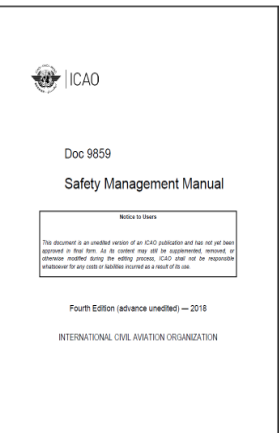 ICAO
Doc 9859
Safety Management Manual
Notice to Users
This document is an unedited version of an ICAO publication and has not yet been
approved in final form. As its content may still be supplemented, removed, or
otherwise modified during the editing process, ICAO shall not be responsible
whatsoever for any costs or liabilities incurred as a result of its use.
Fourth Edition (advance unedited) — 2018
INTERNATIONAL CIVIL AVIATION ORGANIZATION